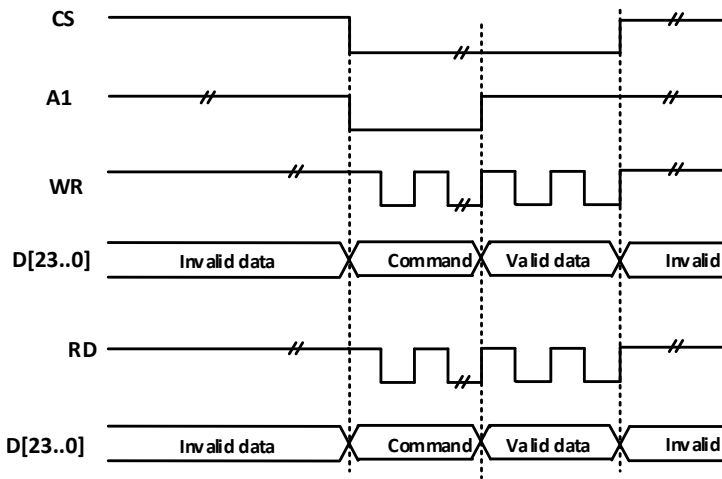 CS
A1
WR
D[23..0] Invalid data Command Valid data Invalid
RD
D[23..0] Invalid data Command Valid data Invalid